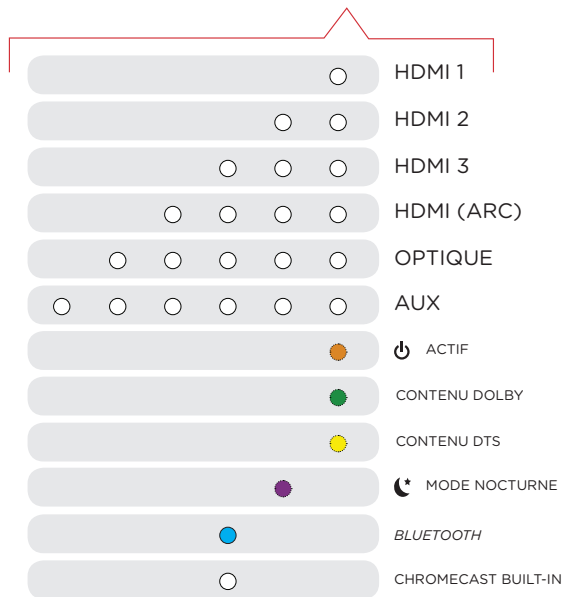 HDMI 1
HDMI 2
HDMI 3
HDMI (ARC)
OPTIQUE
AUX
ACTIF
CONTENU DOLBY
CONTENU DTS
MODE NOCTURNE
BLUETOOTH
CHROMECAST BUILT-IN